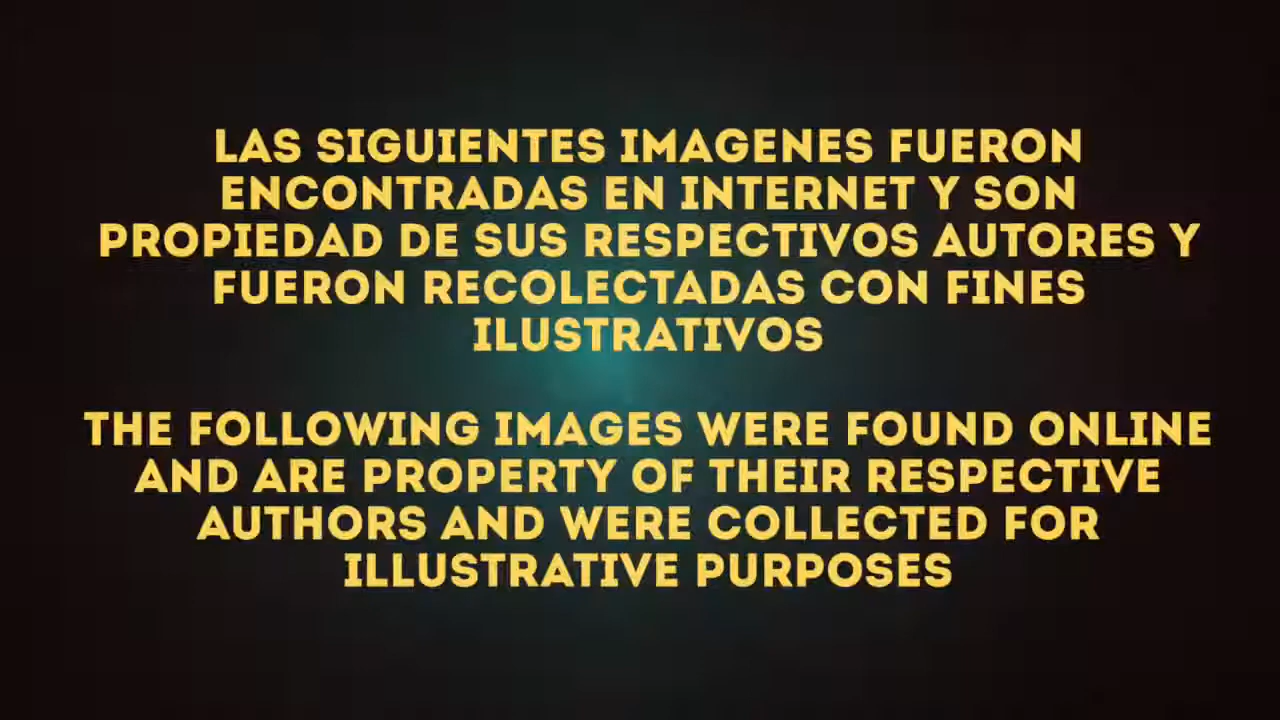 LAS SIGUIENTES IMAGENES FUERON
ENCONTRADAS EN INTERNET Y SON
PROPIEDAD DE SUS RESPECTIVOS AUTORES Y
FUERON RECOLECTADAS CON FINES
ILUSTRATIVOS
THE FOLLOWING IMAGES WERE FOUND ONLINE
AND ARE PROPERTY OF THEIR RESPECTIVE
AUTHORS AND WERE COLLECTED FOR
ILLUSTRATIVE PURPOSES